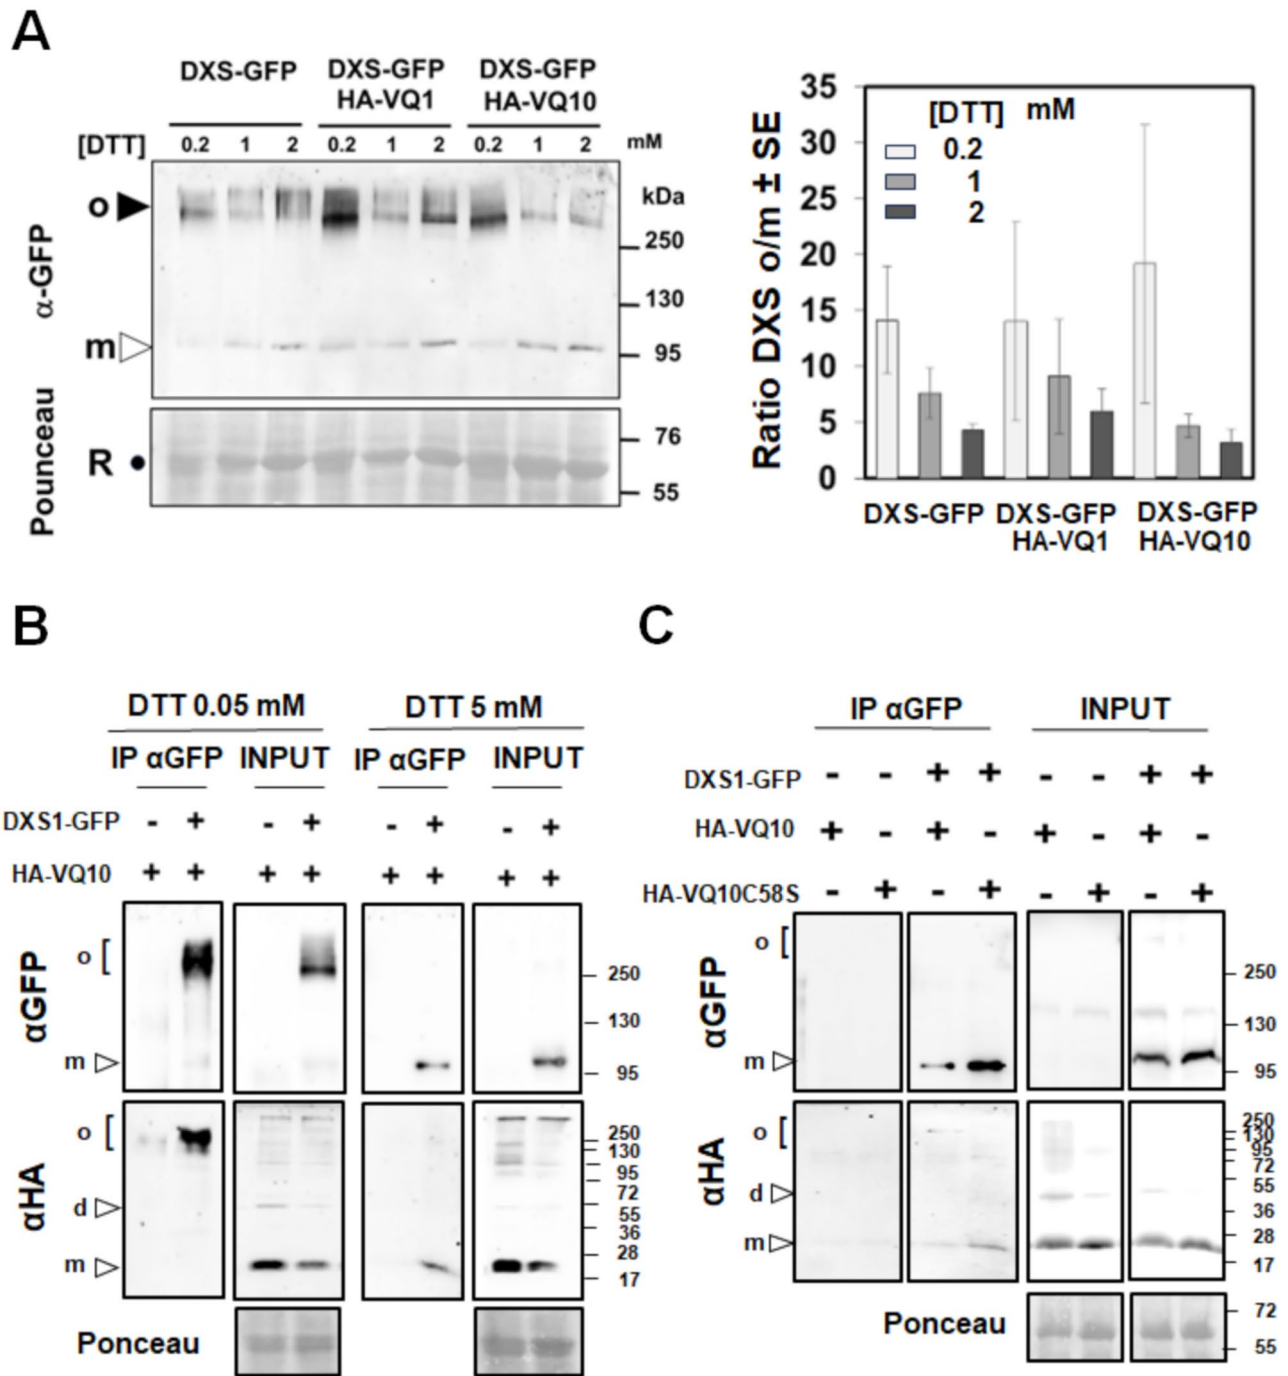 A
DXS-GFP
DXS-GFP
HA-VQ1
DXS-GFP
HA-VQ10
[DTT] 0.2 1 2 0.2 1 2 0.2 1 2 mM
o
m
α-GFP
kDa
250
130
95
Pounceau
R
76
55
Ratio DXS o/m ± SE
35
30
25
20
15
10
5
0
[DTT] mM
0.2
1
2
DXS-GFP
DXS-GFP
HA-VQ1
DXS-GFP
HA-VQ10
B
DTT 0.05 mM DTT 5 mM
IP αGFP INPUT IP αGFP INPUT
DXS1-GFP - + - + - + - +
HA-VQ10 + + + + + + + +
αGFP
o [
m
250
130
95
αHA
o [
d
m
250
130
95
72
55
36
28
17
Ponceau
C
IP αGFP INPUT
DXS1-GFP - - + + - - + +
HA-VQ10 + - + - + - + -
HA-VQ10C58S - + - + - + - +
αGFP
o [
m
250
130
95
αHA
o [
d
m
250
130
95
72
55
36
28
17
Ponceau
72
55